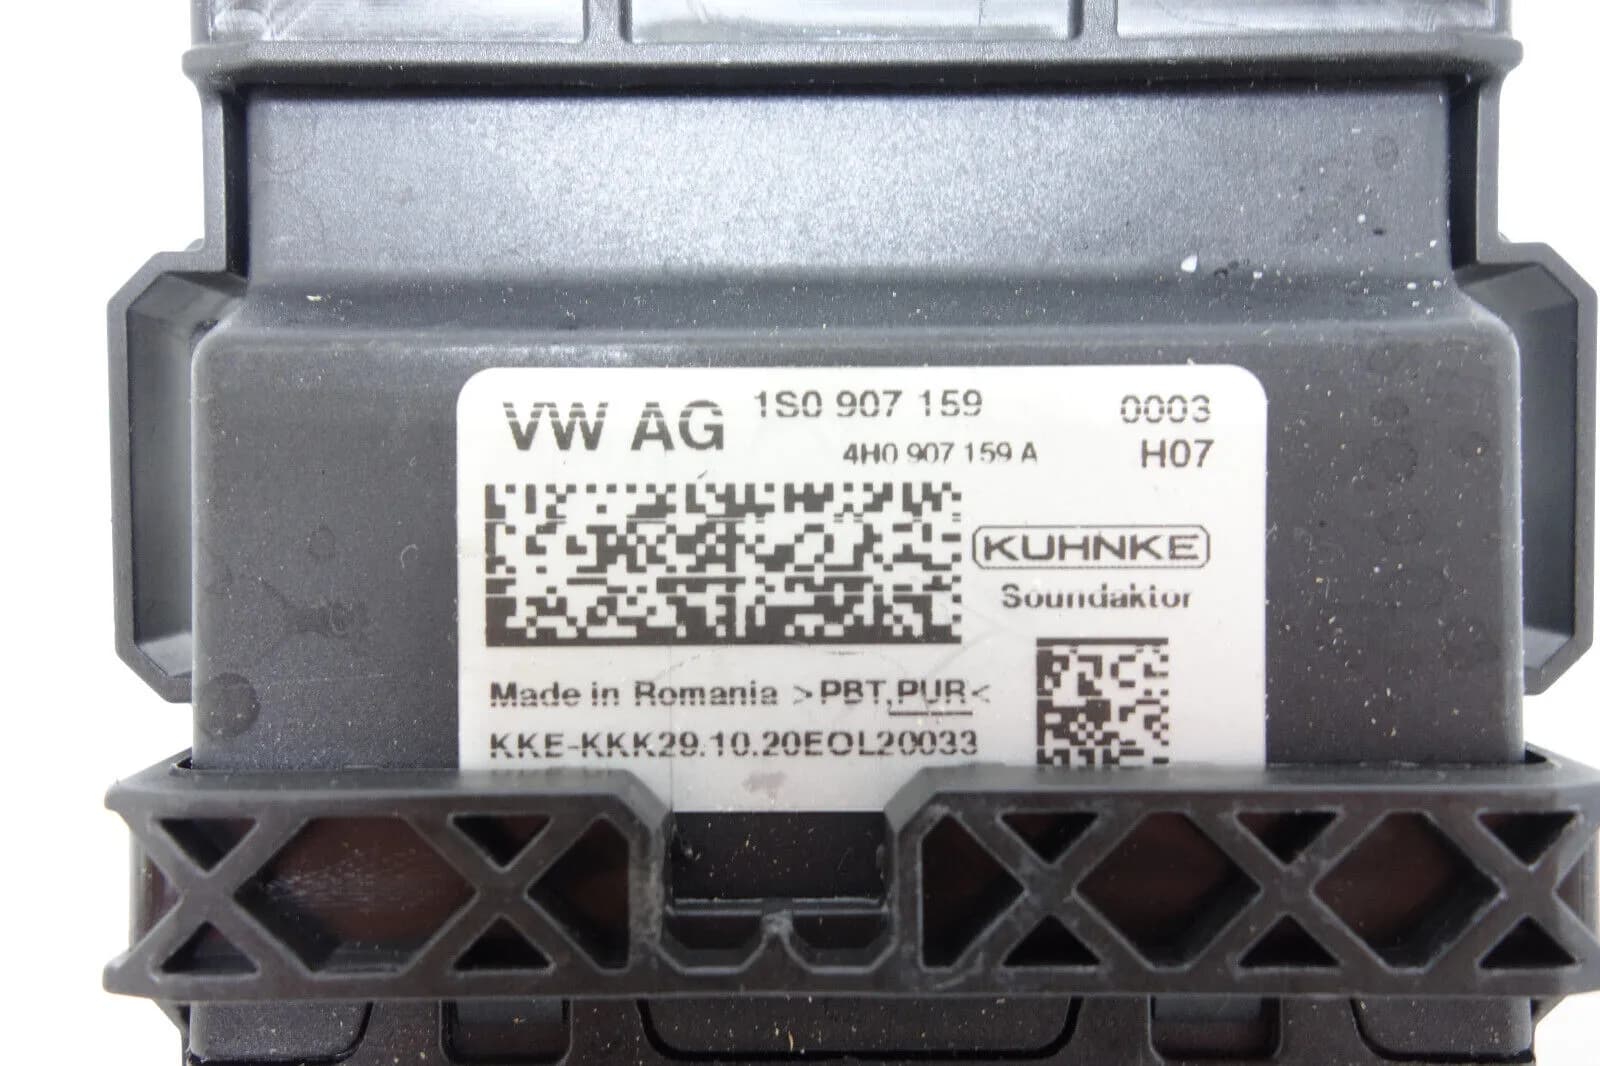 VW AG 1S0 907 159 0003
4H0 907 159 A H07
KUHNKE
Soundaktor
Made in Romania >PBT,PUR<
KKE-KKK29.10.20EOL20033